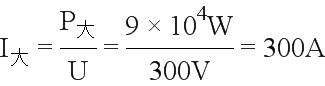 I大 = P大/U = 9 × 10⁴W/300V = 300A